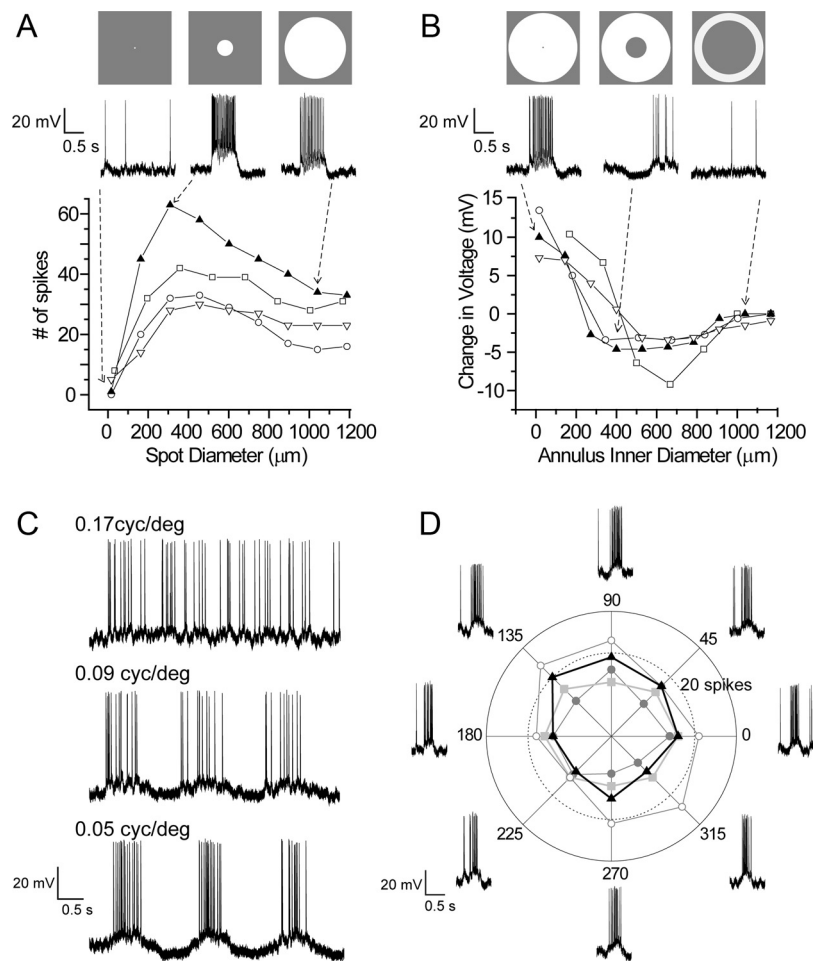 A
B
20 mV
0.5 s
20 mV
0.5 s
# of spikes
60
40
20
0
0 200 400 600 800 1000 1200
Spot Diameter (μm)
Change in Voltage (mV)
15
10
5
0
-5
-10
0 200 400 600 800 1000 1200
Annulus Inner Diameter (μm)
C
0.17cyc/deg
0.09 cyc/deg
0.05 cyc/deg
20 mV
0.5 s
D
90
135
45
20 spikes
180
0
225
315
270
20 mV
0.5 s